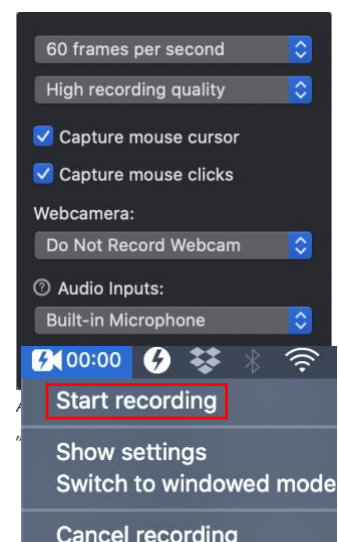 60 frames per second
High recording quality
Capture mouse cursor
Capture mouse clicks
Webcamera:
Do Not Record Webcam
Audio Inputs:
Built-in Microphone
00:00
Start recording
Show settings
Switch to windowed mode
Cancel recording